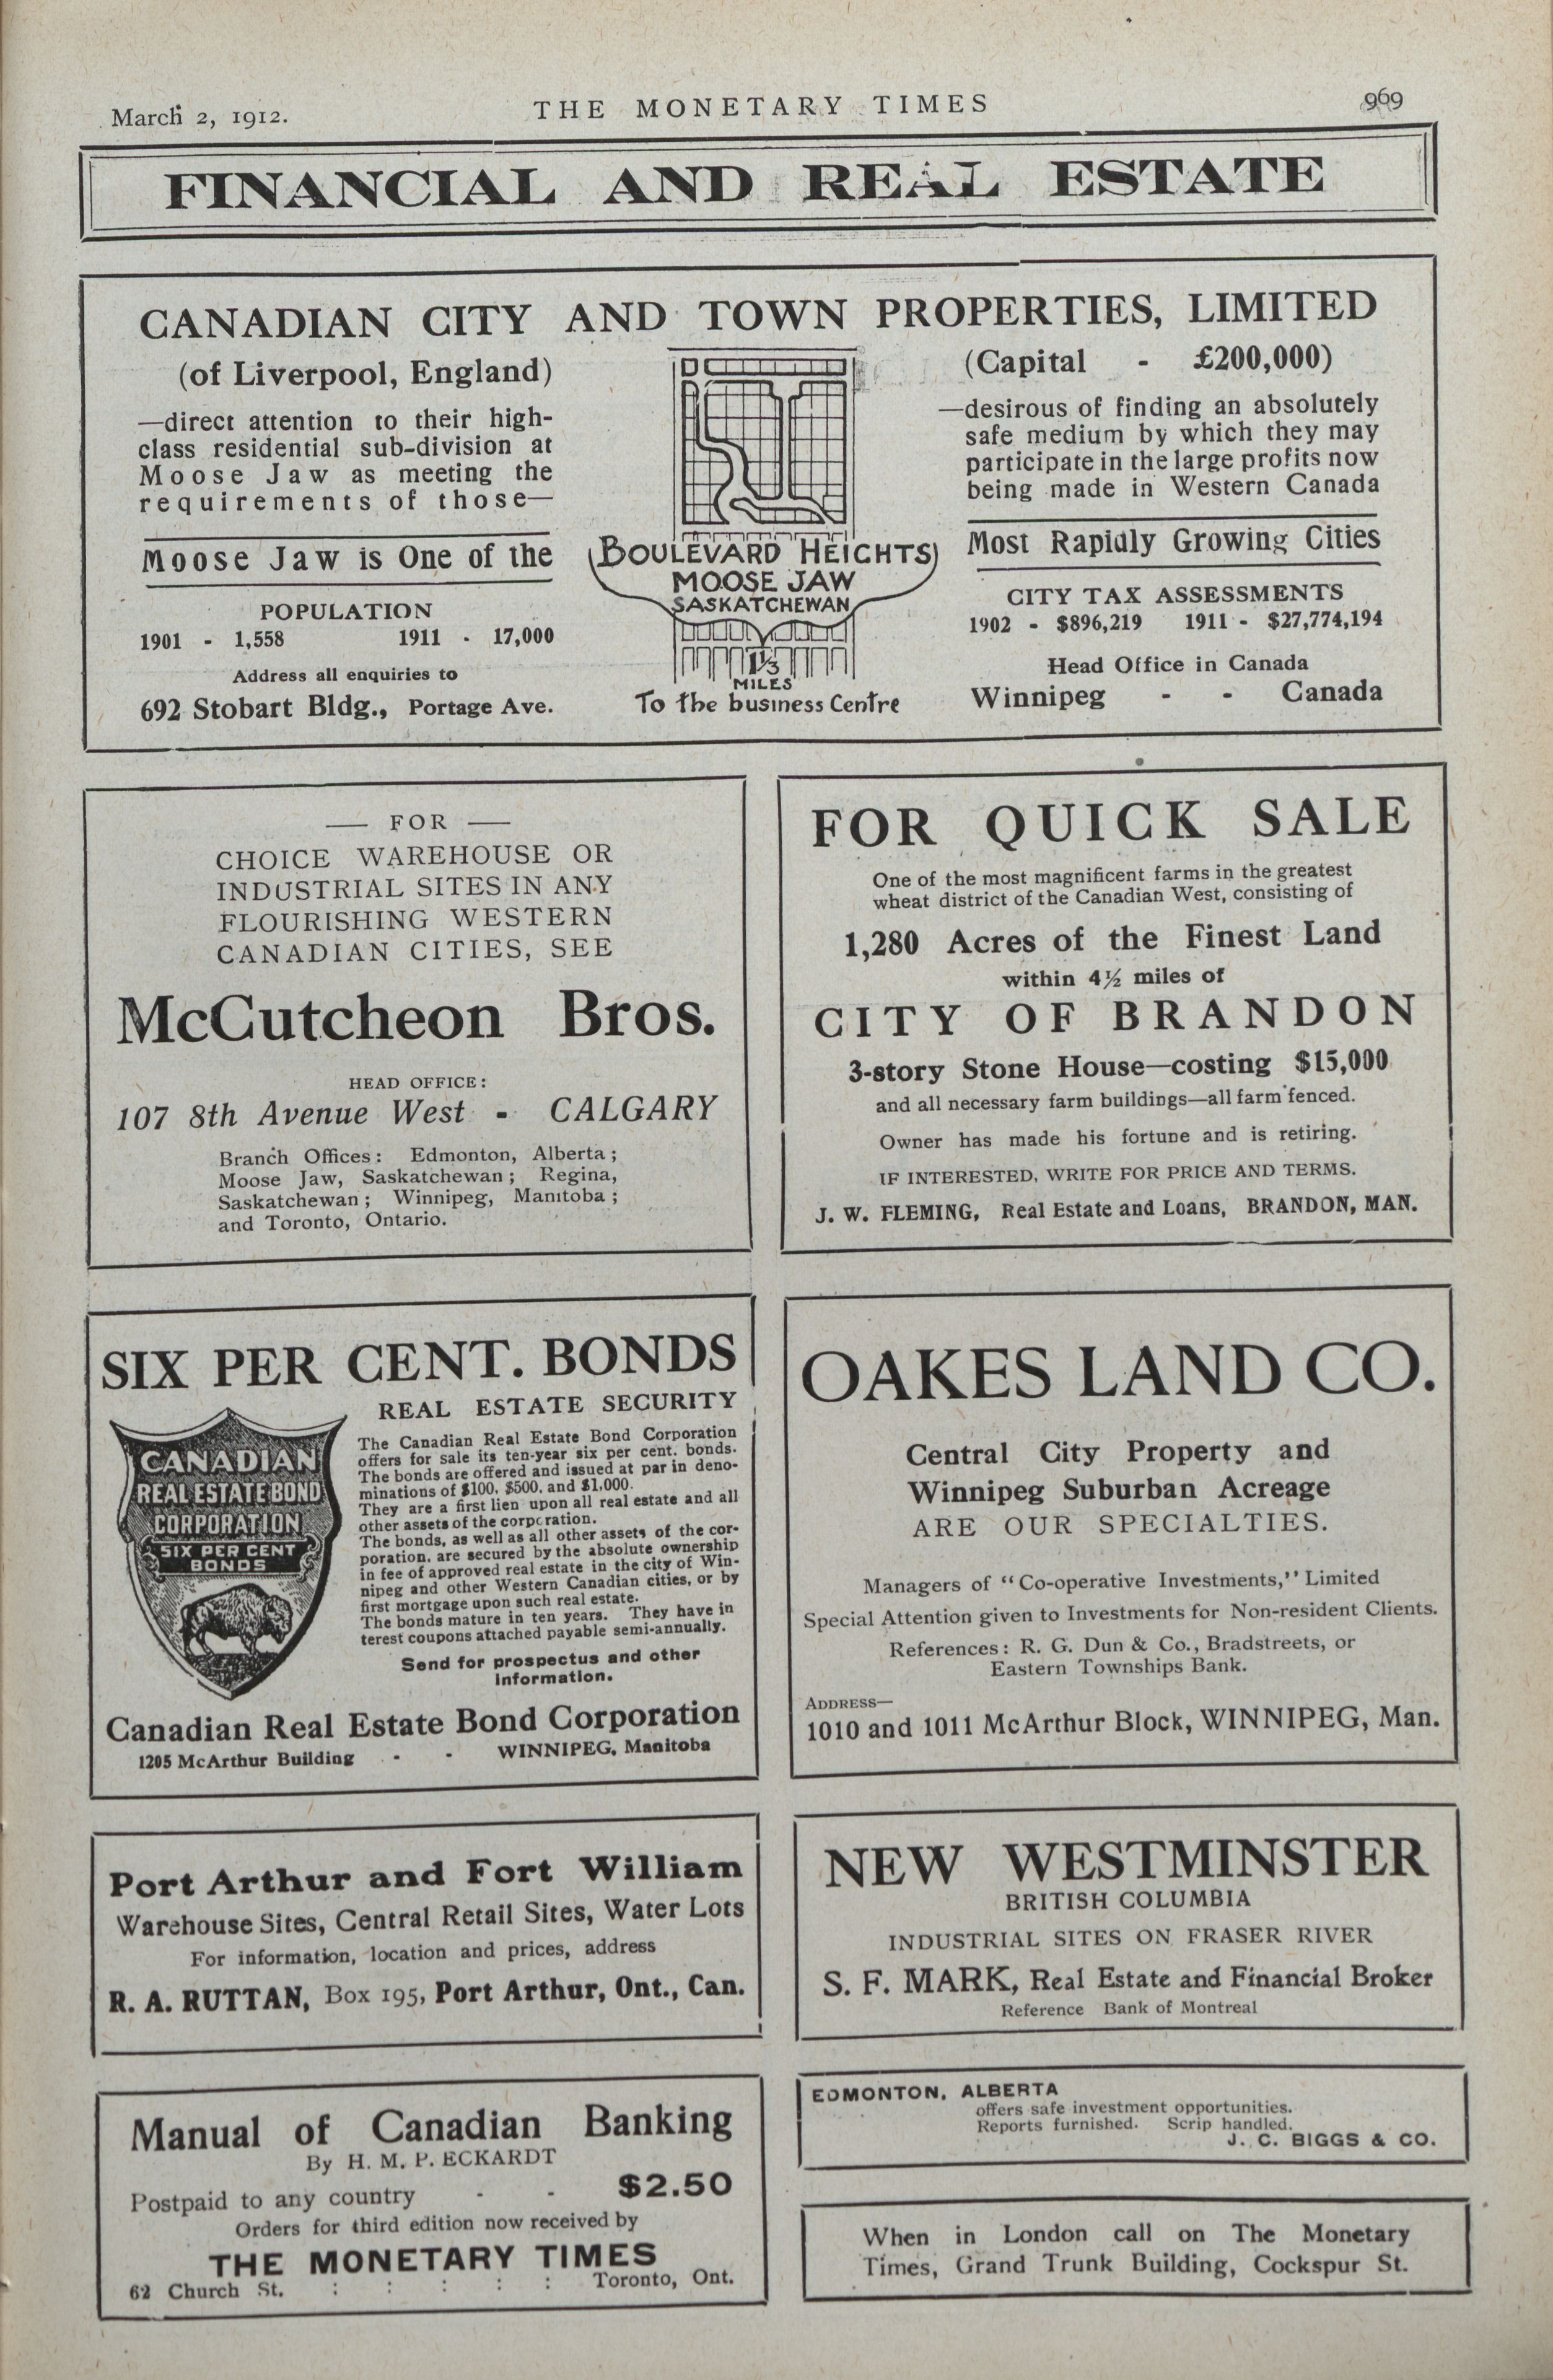 March 2, 1912.
THE MONETARY TIMES
969
FINANCIAL AND REAL ESTATE
CANADIAN CITY AND TOWN PROPERTIES, LIMITED
(of Liverpool, England)
—direct attention to their high-
class residential sub-division at
Moose Jaw as meeting the
requirements of those—
Moose Jaw is One of the
POPULATION
1901 - 1,558 1911 - 17,000
Address all enquiries to
692 Stobart Bldg., Portage Ave.
BOULEVARD HEIGHTS
MOOSE JAW
SASKATCHEWAN
1⅓
MILES
To the business Centre
(Capital - £200,000)
—desirous of finding an absolutely
safe medium by which they may
participate in the large profits now
being made in Western Canada
Most Rapidly Growing Cities
CITY TAX ASSESSMENTS
1902 - $896,219 1911 - $27,774,194
Head Office in Canada
Winnipeg - - Canada
— FOR —
CHOICE WAREHOUSE OR
INDUSTRIAL SITES IN ANY
FLOURISHING WESTERN
CANADIAN CITIES, SEE
McCutcheon Bros.
HEAD OFFICE:
107 8th Avenue West - CALGARY
Branch Offices: Edmonton, Alberta;
Moose Jaw, Saskatchewan; Regina,
Saskatchewan; Winnipeg, Manitoba;
and Toronto, Ontario.
FOR QUICK SALE
One of the most magnificent farms in the greatest
wheat district of the Canadian West, consisting of
1,280 Acres of the Finest Land
within 4½ miles of
CITY OF BRANDON
3-story Stone House—costing $15,000
and all necessary farm buildings—all farm fenced.
Owner has made his fortune and is retiring.
IF INTERESTED, WRITE FOR PRICE AND TERMS.
J. W. FLEMING, Real Estate and Loans, BRANDON, MAN.
SIX PER CENT. BONDS
REAL ESTATE SECURITY
CANADIAN
REAL ESTATE BOND
CORPORATION
SIX PER CENT
BONDS
The Canadian Real Estate Bond Corporation
offers for sale its ten-year six per cent. bonds.
The bonds are offered and issued at par in deno-
minations of $100, $500, and $1,000.
They are a first lien upon all real estate and all
other assets of the corporation.
The bonds, as well as all other assets of the cor-
poration, are secured by the absolute ownership
in fee of approved real estate in the city of Win-
nipeg and other Western Canadian cities, or by
first mortgage upon such real estate.
The bonds mature in ten years. They have in
terest coupons attached payable semi-annually.
Send for prospectus and other
information.
Canadian Real Estate Bond Corporation
1205 McArthur Building - - WINNIPEG, Manitoba
OAKES LAND CO.
Central City Property and
Winnipeg Suburban Acreage
ARE OUR SPECIALTIES.
Managers of "Co-operative Investments," Limited
Special Attention given to Investments for Non-resident Clients.
References: R. G. Dun & Co., Bradstreets, or
Eastern Townships Bank.
ADDRESS—
1010 and 1011 McArthur Block, WINNIPEG, Man.
Port Arthur and Fort William
Warehouse Sites, Central Retail Sites, Water Lots
For information, location and prices, address
R. A. RUTTAN, Box 195, Port Arthur, Ont., Can.
NEW WESTMINSTER
BRITISH COLUMBIA
INDUSTRIAL SITES ON FRASER RIVER
S. F. MARK, Real Estate and Financial Broker
Reference Bank of Montreal
Manual of Canadian Banking
By H. M. P. ECKARDT
Postpaid to any country - - $2.50
Orders for third edition now received by
THE MONETARY TIMES
62 Church St. : : : : : Toronto, Ont.
EDMONTON, ALBERTA
offers safe investment opportunities.
Reports furnished. Scrip handled.
J. C. BIGGS & CO.
When in London call on The Monetary
Times, Grand Trunk Building, Cockspur St.